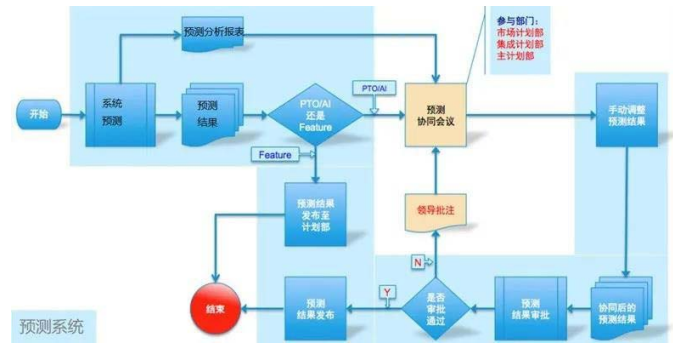 预测分析报表
参与部门：
市场计划部
集成计划部
主计划部
开始
系统
预测
预测
结果
PTO/AI
还是
Feature
PTO/AI
预测
协同会议
手动调整
预测结果
Feature
预测结果
发布至
计划部
领导批注
N
结束
预测
结果发布
Y
是否
审批
通过
预测
结果审批
协同后的
预测结果
预测系统